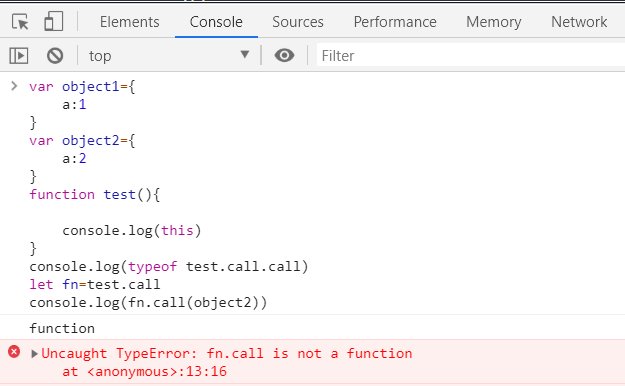 Elements Console Sources Performance Memory Network
top Filter
var object1={
    a:1
}
var object2={
    a:2
}
function test(){

    console.log(this)
}
console.log(typeof test.call.call)
let fn=test.call
console.log(fn.call(object2))
function
Uncaught TypeError: fn.call is not a function
    at <anonymous>:13:16